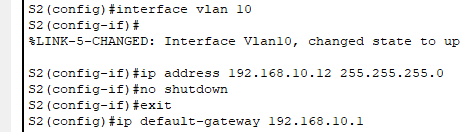 S2(config)#interface vlan 10
S2(config-if)#
%LINK-5-CHANGED: Interface Vlan10, changed state to up
S2(config-if)#ip address 192.168.10.12 255.255.255.0
S2(config-if)#no shutdown
S2(config-if)#exit
S2(config)#ip default-gateway 192.168.10.1